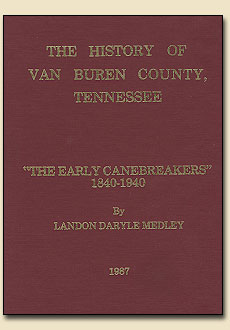 THE HISTORY OF
VAN BUREN COUNTY,
TENNESSEE
"THE EARLY CANEBREAKERS"
1840-1940
By
LANDON DARYLE MEDLEY
1987